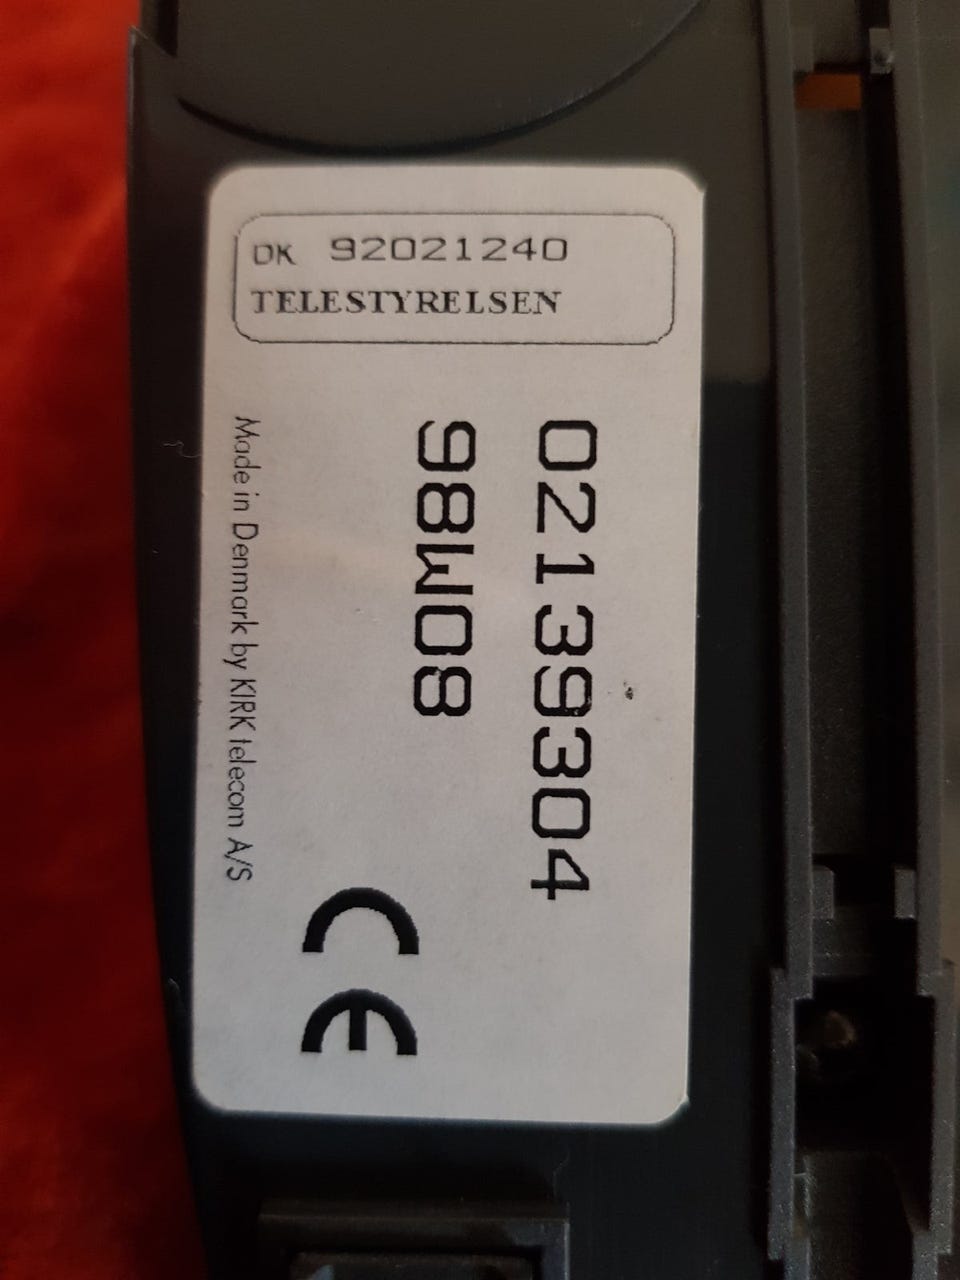 DK 92021240
TELESTYRELSEN
02139304
98W08
Made in Denmark by KIRK telecom A/S
CE